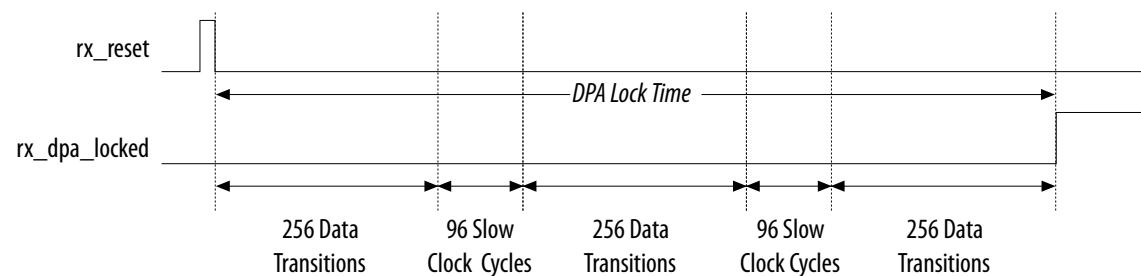 rx_reset
DPA Lock Time
rx_dpa_locked
256 Data
Transitions
96 Slow
Clock Cycles
256 Data
Transitions
96 Slow
Clock Cycles
256 Data
Transitions